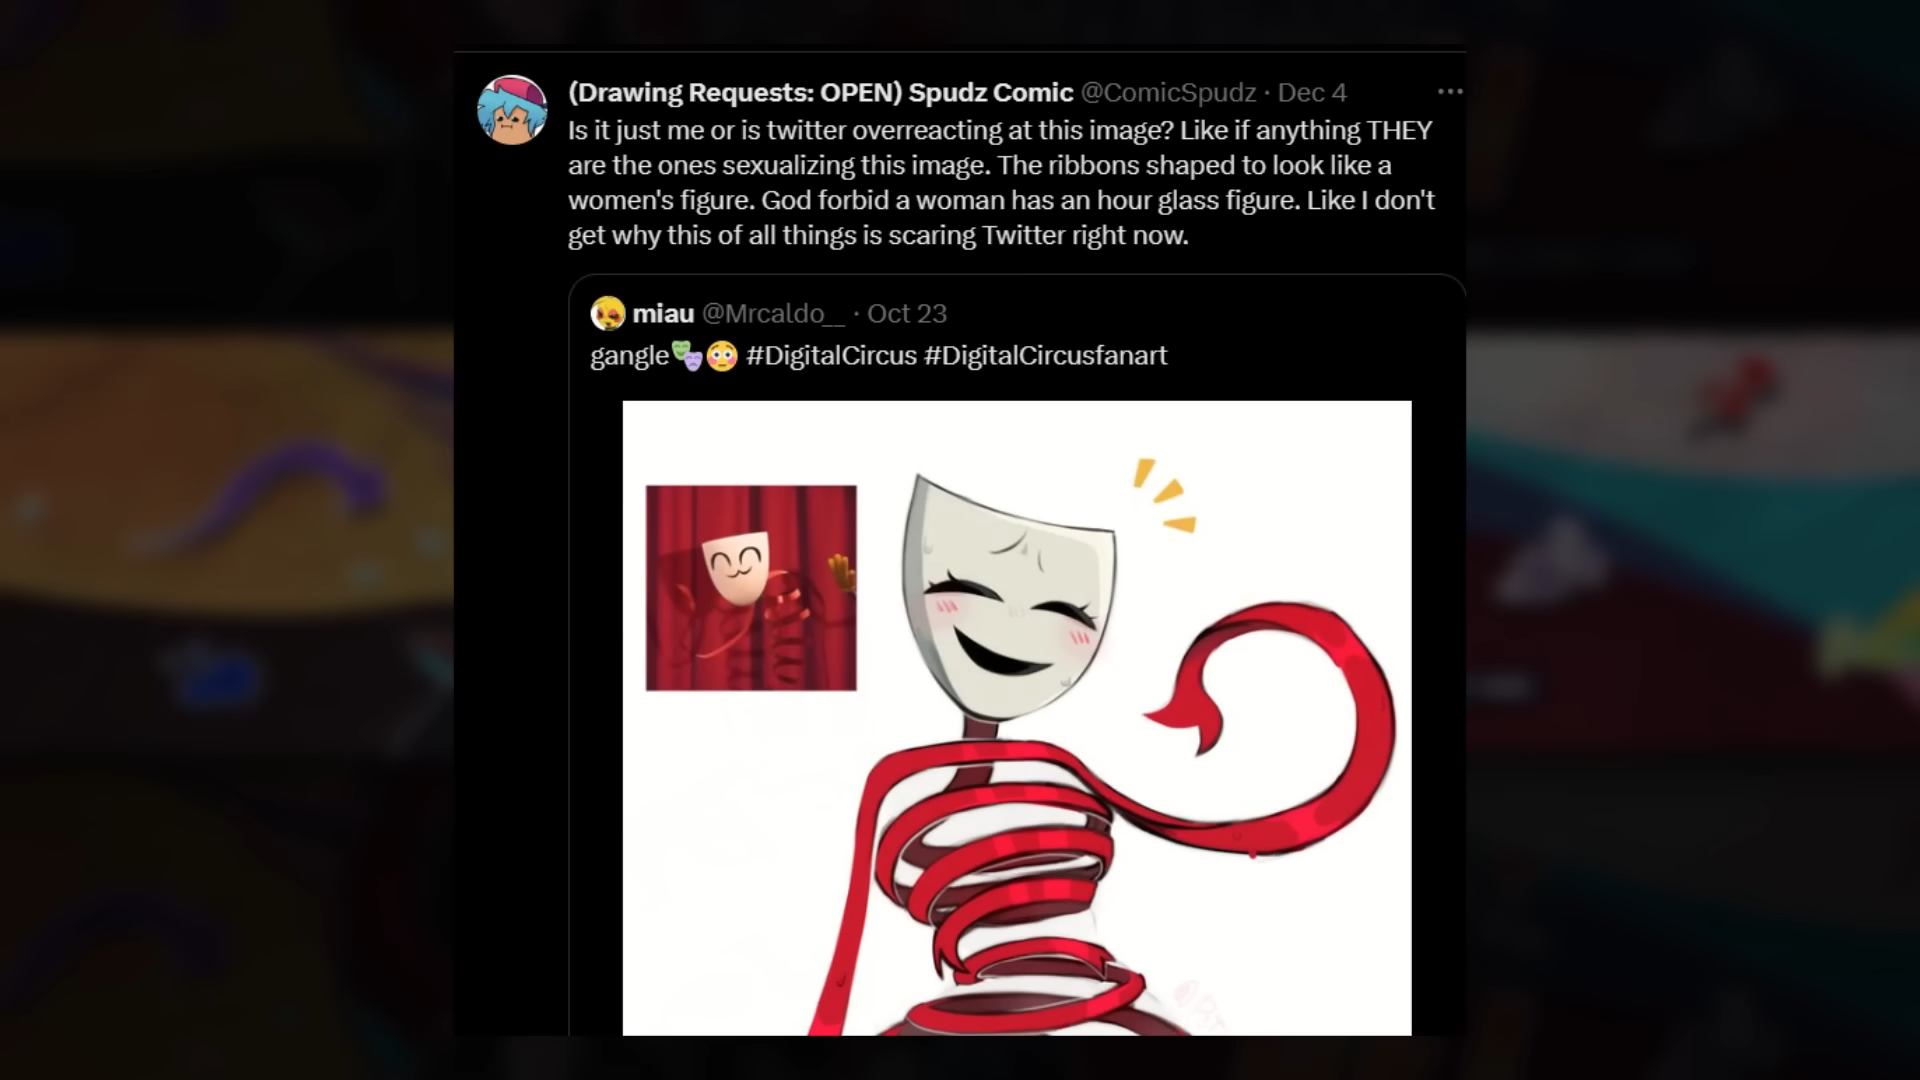 (Drawing Requests: OPEN) Spudz Comic @ComicSpudz · Dec 4
Is it just me or is twitter overreacting at this image? Like if anything THEY
are the ones sexualizing this image. The ribbons shaped to look like a
women's figure. God forbid a woman has an hour glass figure. Like I don't
get why this of all things is scaring Twitter right now.
miau @Mrcaldo__ · Oct 23
gangle🎭😳 #DigitalCircus #DigitalCircusfanart